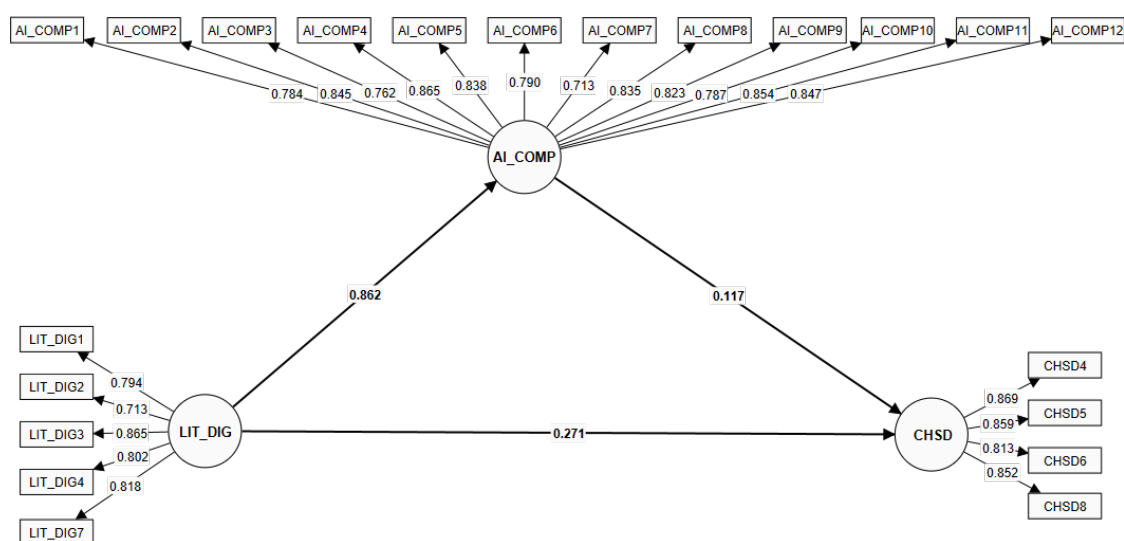 AI_COMP1 AI_COMP2 AI_COMP3 AI_COMP4 AI_COMP5 AI_COMP6 AI_COMP7 AI_COMP8 AI_COMP9 AI_COMP10 AI_COMP11 AI_COMP12
0.784 0.845 0.762 0.865 0.838 0.790 0.713 0.835 0.823 0.787 0.854 0.847
AI_COMP
0.862
0.117
LIT_DIG1
LIT_DIG2
LIT_DIG3
LIT_DIG4
LIT_DIG7
0.794
0.713
0.865
0.802
0.818
LIT_DIG
0.271
CHSD
0.869
0.859
0.813
0.852
CHSD4
CHSD5
CHSD6
CHSD8